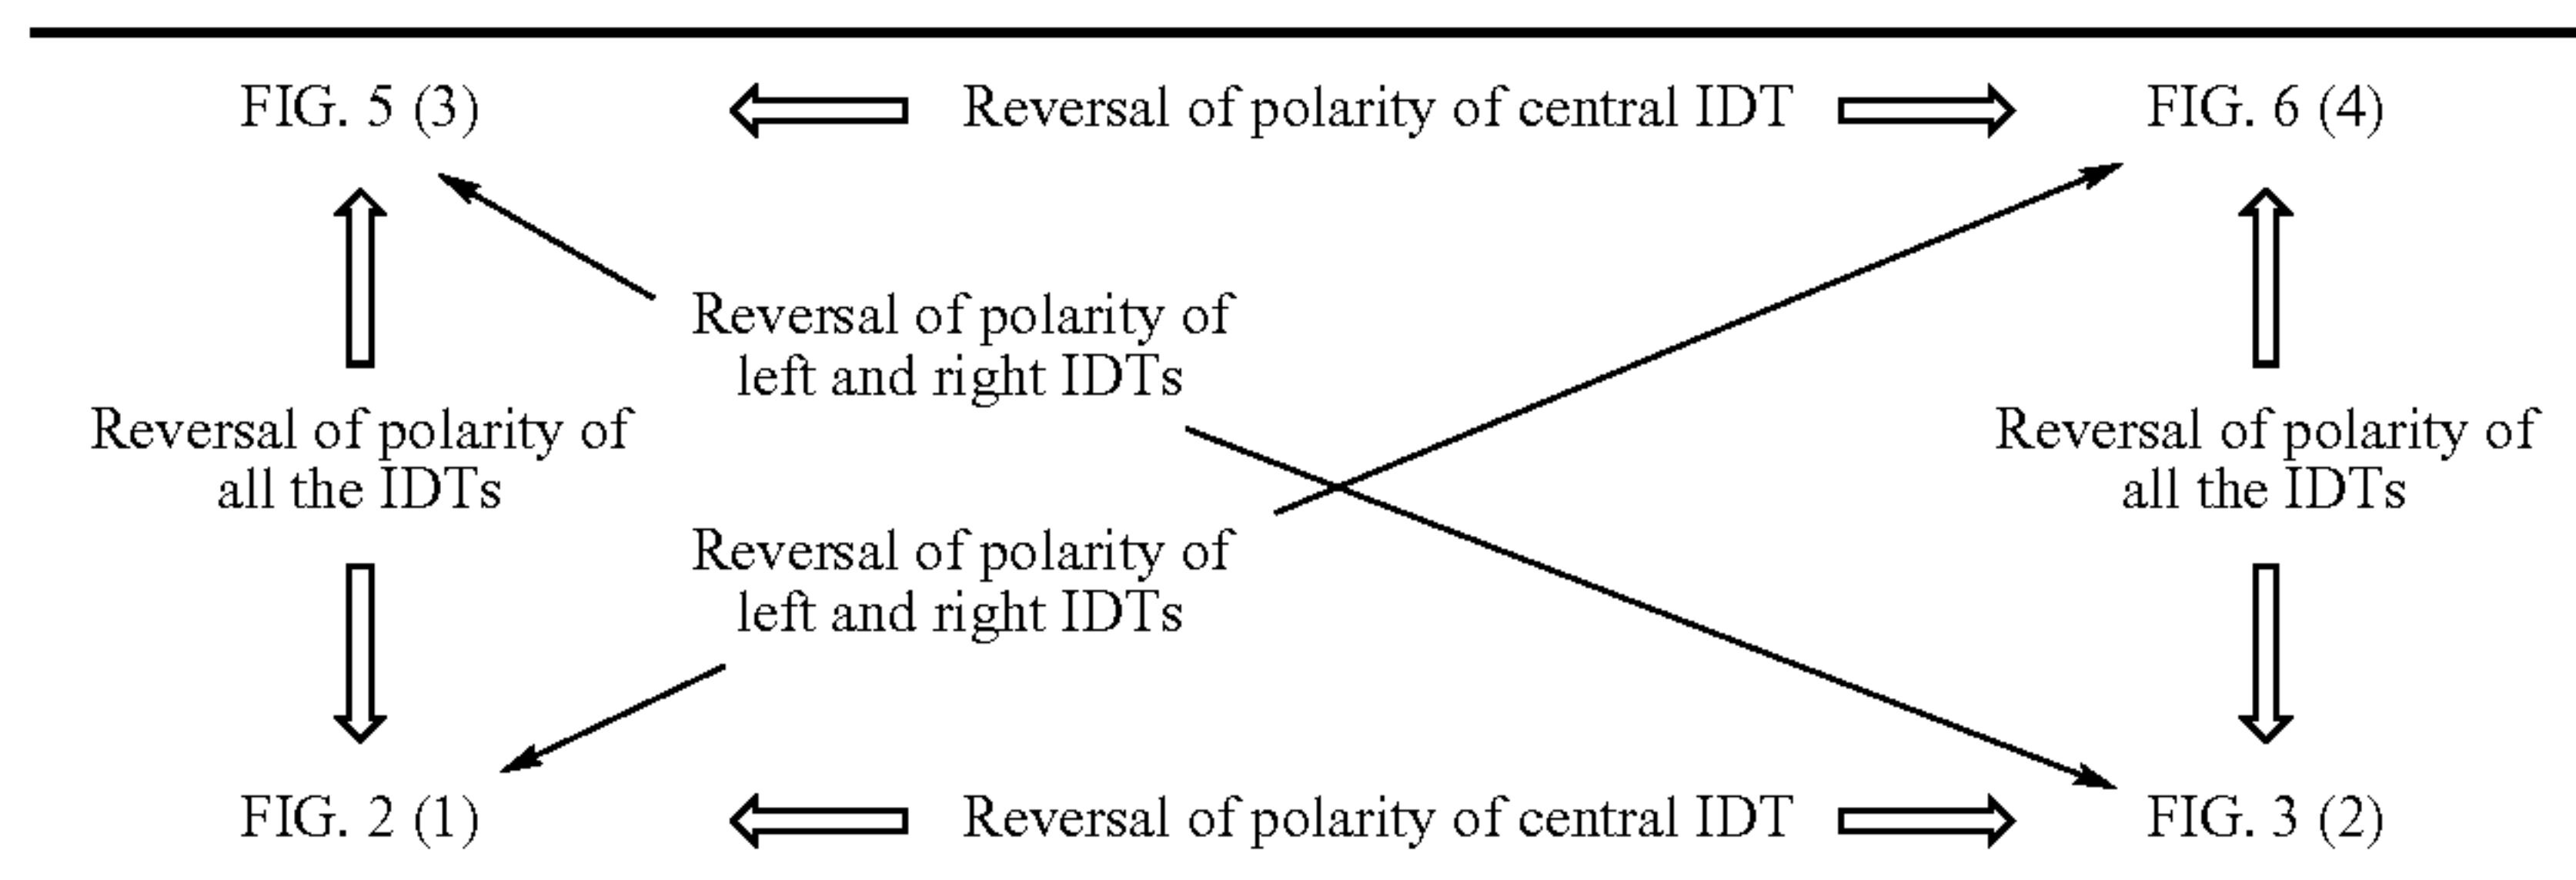 FIG. 5 (3)
Reversal of polarity of central IDT
FIG. 6 (4)
Reversal of polarity of
left and right IDTs
Reversal of polarity of
all the IDTs
Reversal of polarity of
all the IDTs
Reversal of polarity of
left and right IDTs
FIG. 2 (1)
Reversal of polarity of central IDT
FIG. 3 (2)